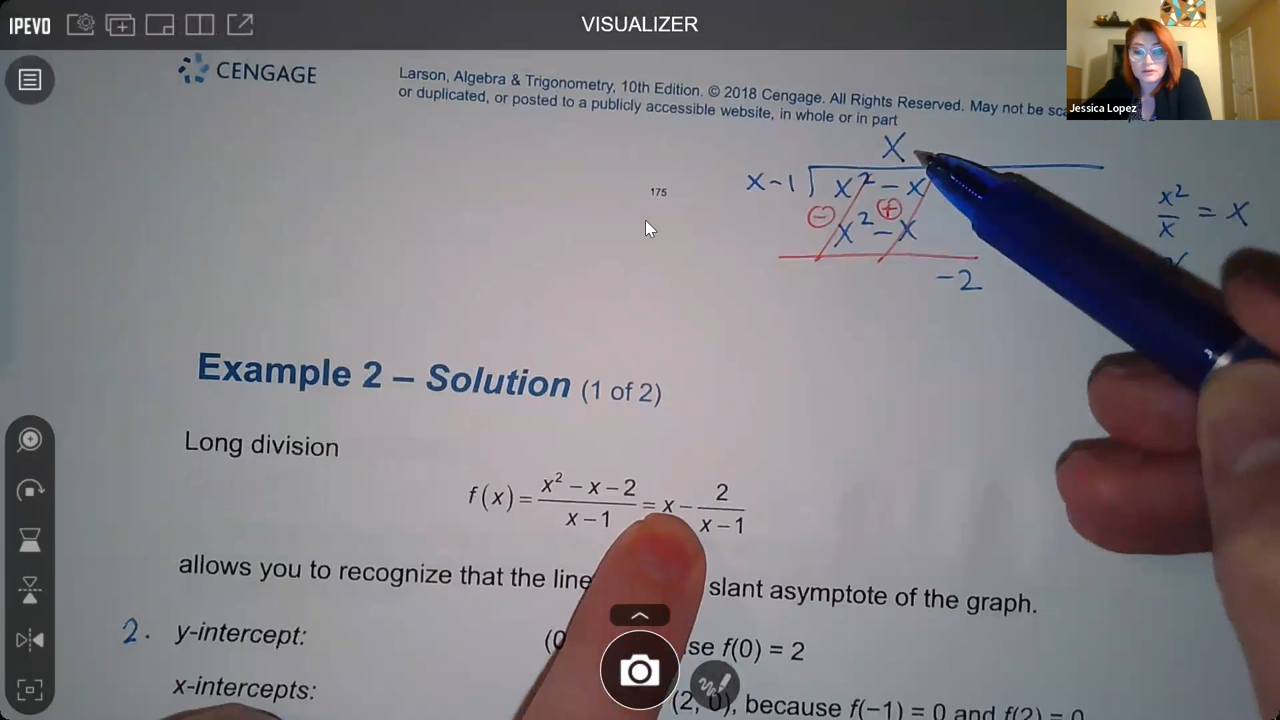 IPEVO
VISUALIZER
Jessica Lopez
CENGAGE
Larson, Algebra & Trigonometry, 10th Edition. © 2018 Cengage. All Rights Reserved. May not be
or duplicated, or posted to a publicly accessible website, in whole or in part
175
x
x-1 x² - x
⊖ x² ⊕ - x
-2
x²/x = x
Example 2 – Solution (1 of 2)
Long division
f(x) = (x² – x – 2)/(x – 1) = x – 2/(x – 1)
allows you to recognize that the line slant asymptote of the graph.
2. y-intercept: (0 se f(0) = 2
x-intercepts: (2, 0), because f(−1) = 0 and f(2) = 0